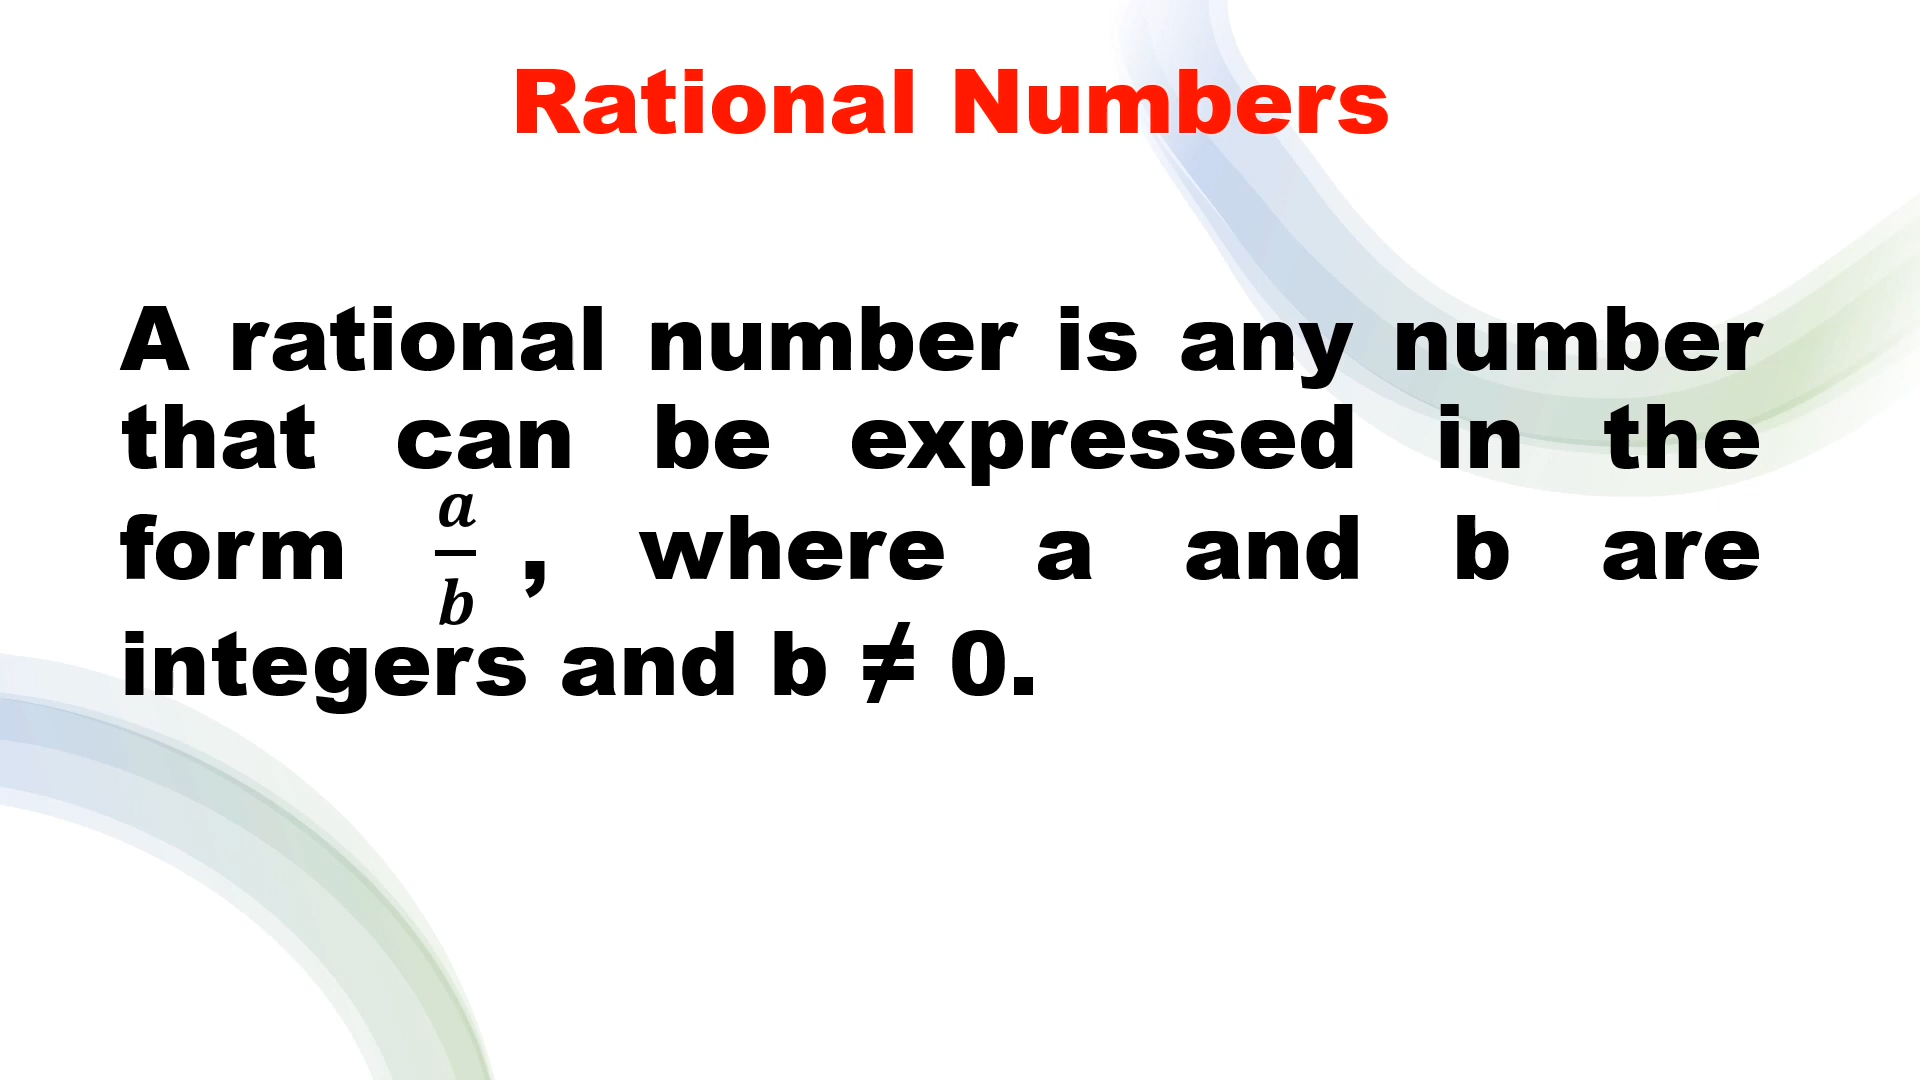 Rational Numbers
A rational number is any number
that can be expressed in the
form a/b , where a and b are
integers and b ≠ 0.